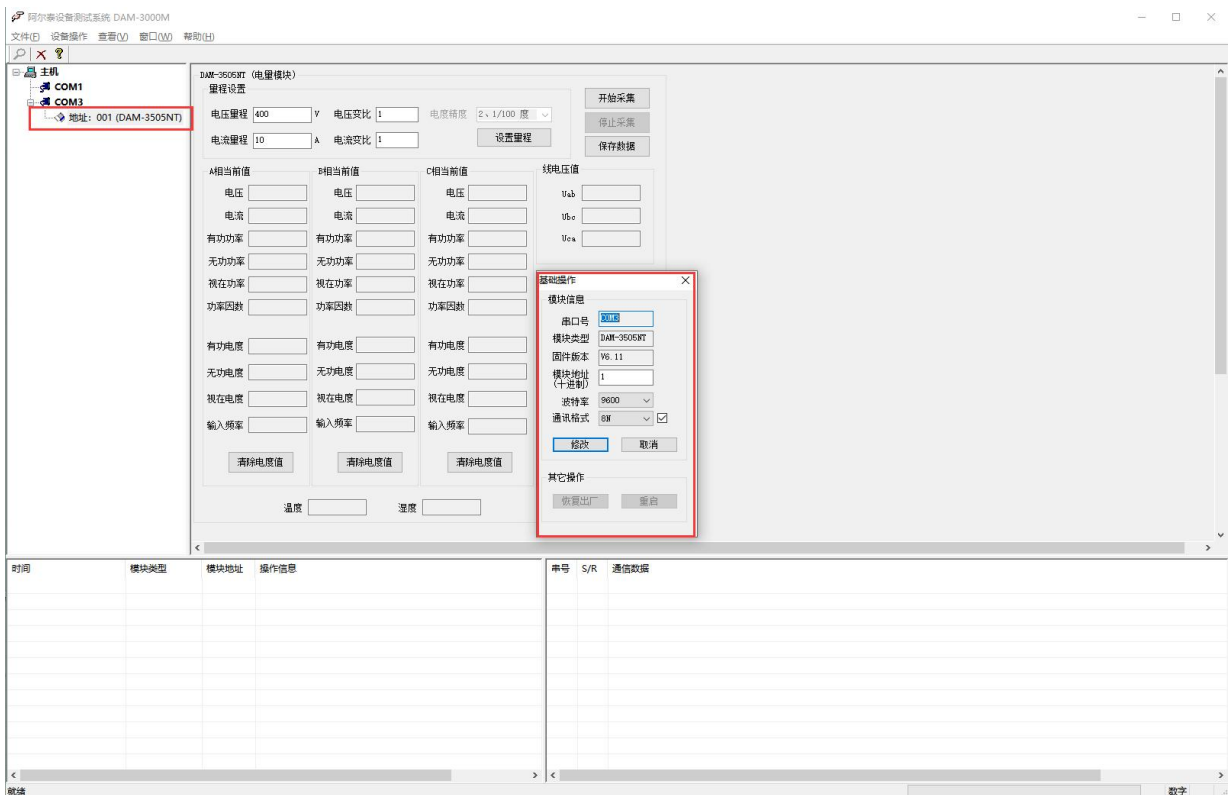 阿尔泰设备测试系统 DAM-3000M
文件(F) 设备操作 查看(V) 窗口(W) 帮助(H)
主机
COM1
COM3
地址：001 (DAM-3505NT)
DAM-3505NT (电量模块)
量程设置
电压量程 400 V 电压变比 1 电度精度 2、1/100 度
电流量程 10 A 电流变比 1 设置量程
开始采集
停止采集
保存数据
A相当前值
电压
电流
有功功率
无功功率
视在功率
功率因数
有功电度
无功电度
视在电度
输入频率
清除电度值
B相当前值
电压
电流
有功功率
无功功率
视在功率
功率因数
有功电度
无功电度
视在电度
输入频率
清除电度值
C相当前值
电压
电流
有功功率
无功功率
视在功率
功率因数
有功电度
无功电度
视在电度
输入频率
清除电度值
线电压值
Uab
Ubc
Uca
温度 湿度
基础操作
模块信息
串口号 COM3
模块类型 DAM-3505NT
固件版本 V6.11
模块地址 1
(十进制)
波特率 9600
通讯格式 8N
修改 取消
其它操作
恢复出厂 重启
时间 模块类型 模块地址 操作信息
串号 S/R 通信数据
就绪 数字